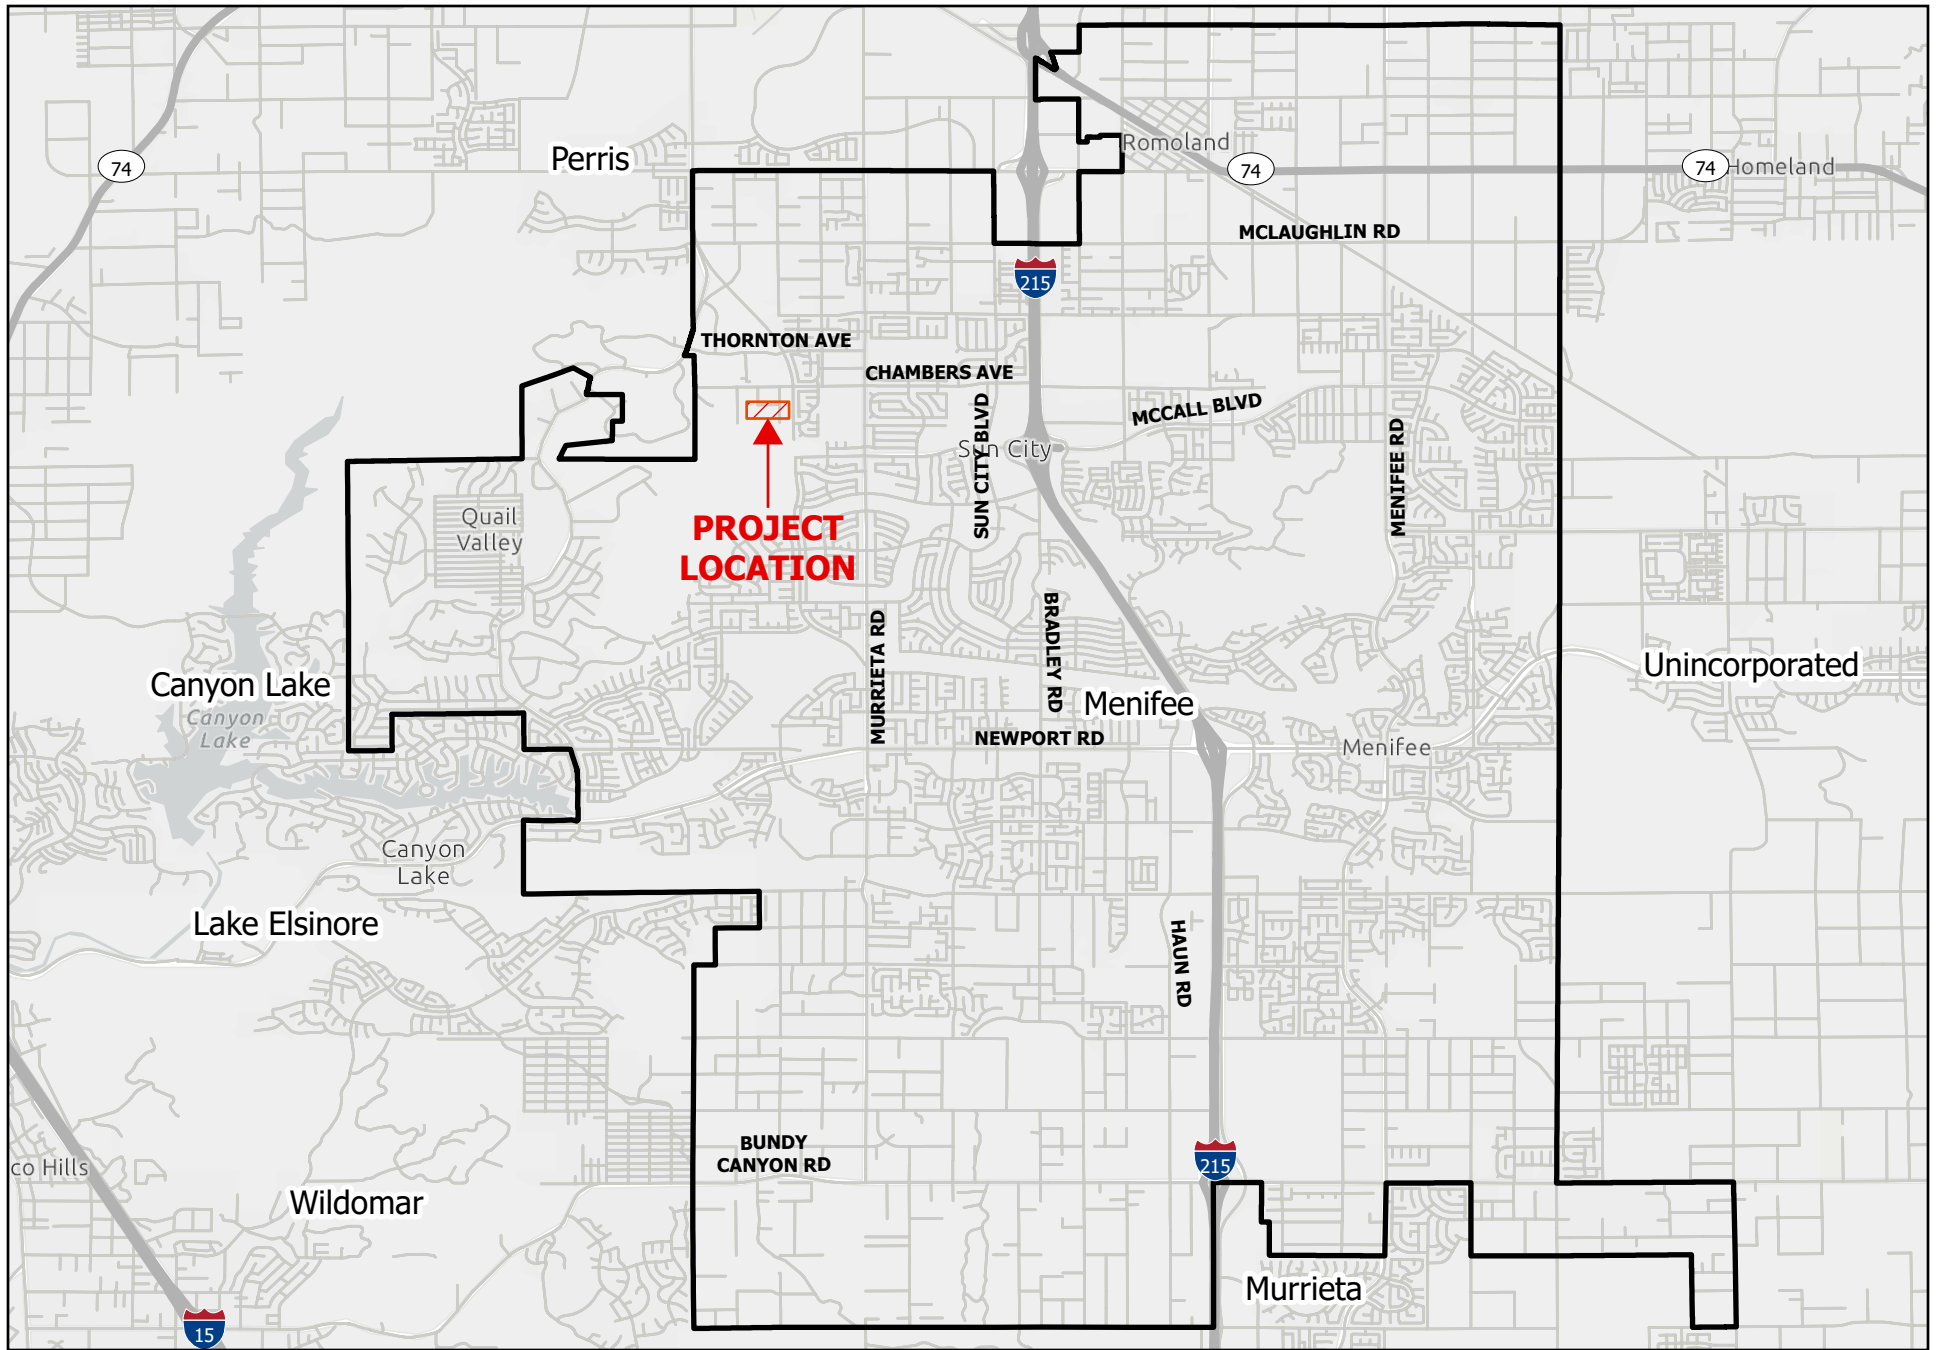 Romoland
Perris
74
74
74
Homeland
MCLAUGHLIN RD
215
THORNTON AVE
CHAMBERS AVE
MCCALL BLVD
SUN CITY BLVD
Sun City
MENIFEE RD
Quail
Valley
PROJECT
LOCATION
BRADLEY RD
MURRIETA RD
Unincorporated
Canyon Lake
Canyon
Lake
Menifee
NEWPORT RD
Menifee
Canyon
Lake
Lake Elsinore
HAUN RD
BUNDY
CANYON RD
215
co Hills
Wildomar
Murrieta
15